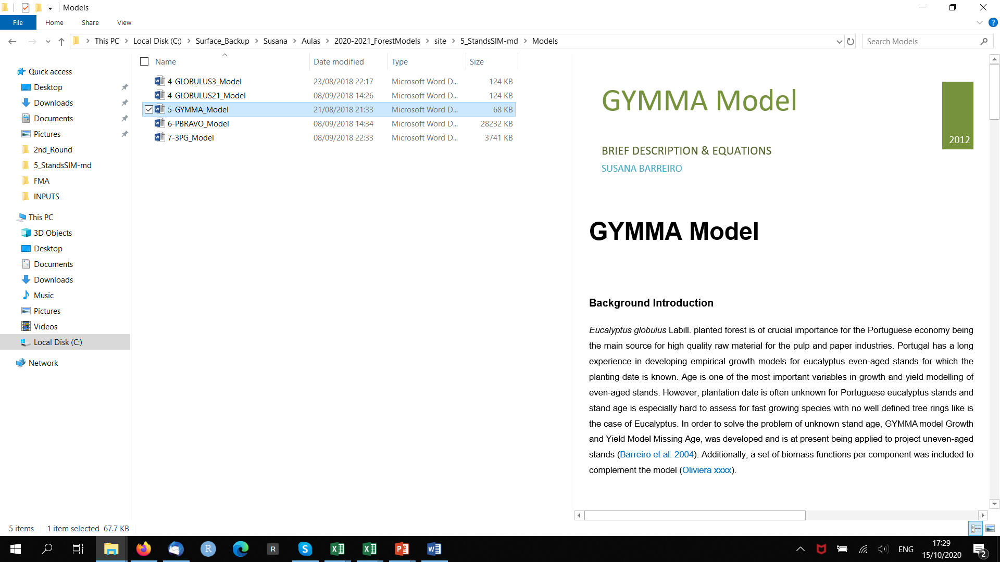 Models
File Home Share View
This PC Local Disk (C:) Surface_Backup Susana Aulas 2020-2021_ForestModels site 5_StandsSIM-md Models
Search Models
Quick access
Desktop
Downloads
Documents
Pictures
2nd_Round
5_StandsSIM-md
FMA
INPUTS
This PC
3D Objects
Desktop
Documents
Downloads
Music
Pictures
Videos
Local Disk (C:)
Network
Name Date modified Type Size
4-GLOBULUS3_Model 23/08/2018 22:17 Microsoft Word D... 124 KB
4-GLOBULUS21_Model 08/09/2018 14:26 Microsoft Word D... 124 KB
5-GYMMA_Model 21/08/2018 21:33 Microsoft Word D... 68 KB
6-PBRAVO_Model 08/09/2018 14:34 Microsoft Word D... 28232 KB
7-3PG_Model 08/09/2018 22:33 Microsoft Word D... 3741 KB
GYMMA Model
2012
BRIEF DESCRIPTION & EQUATIONS
SUSANA BARREIRO
GYMMA Model
Background Introduction
Eucalyptus globulus Labill. planted forest is of crucial importance for the Portuguese economy being
the main source for high quality raw material for the pulp and paper industries. Portugal has a long
experience in developing empirical growth models for eucalyptus even-aged stands for which the
planting date is known. Age is one of the most important variables in growth and yield modelling of
even-aged stands. However, plantation date is often unknown for Portuguese eucalyptus stands and
stand age is especially hard to assess for fast growing species with no well defined tree rings like is
the case of Eucalyptus. In order to solve the problem of unknown stand age, GYMMA model Growth
and Yield Model Missing Age, was developed and is at present being applied to project uneven-aged
stands (Barreiro et al. 2004). Additionally, a set of biomass functions per component was included to
complement the model (Oliviera xxxx).
5 items 1 item selected 67.7 KB
R R S X X P W
ENG
17:29
15/10/2020
2